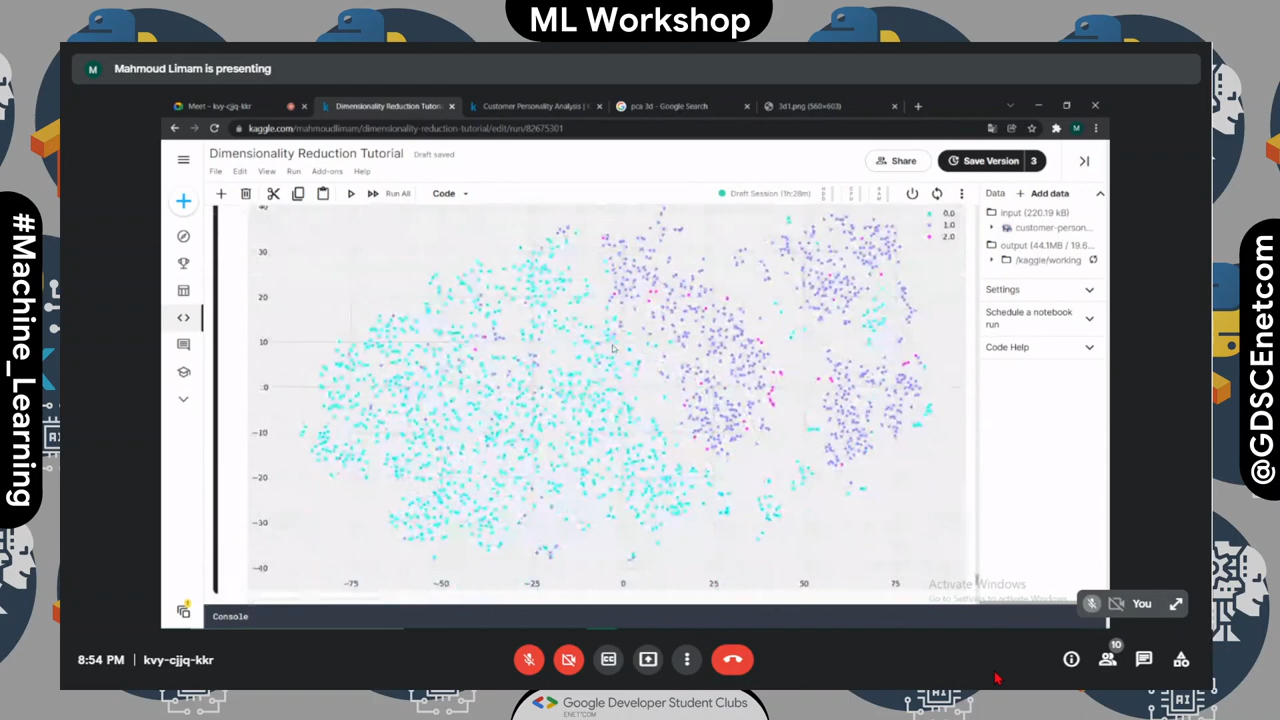 ML Workshop
#Machine_Learning
@GDSCEnetcom
M
Mahmoud Limam is presenting
Meet – kvy-cjjq-kkr
Dimensionality Reduction Tutori
Customer Personality Analysis |
pca 3d - Google Search
3d1.png (560×603)
kaggle.com/mahmoudlimam/dimensionality-reduction-tutorial/edit/run/82675301
M
Dimensionality Reduction Tutorial
Draft saved
File Edit View Run Add-ons Help
Share
Save Version 3
Run All
Code
Draft Session (1h:28m)
Data
Add data
input (220.19 kB)
customer-person...
output (44.1MB / 19.6...
/kaggle/working
Settings
Schedule a notebook
run
Code Help
0.0
1.0
2.0
40
30
20
10
0
−10
−20
−30
−40
−75 −50 −25 0 25 50 75
Activate Windows
Go to Settings to activate Windows.
Console
You
8:54 PM | kvy-cjjq-kkr
10
Google Developer Student Clubs
ENET'COM
AI
AI